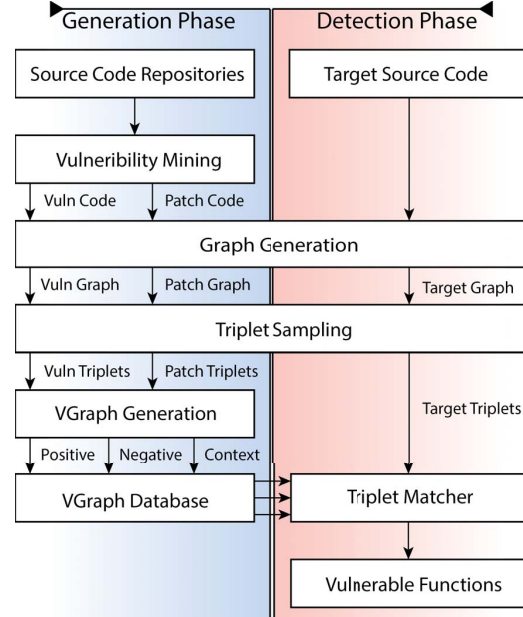 Generation Phase
Detection Phase
Source Code Repositories
Target Source Code
Vulneribility Mining
Vuln Code
Patch Code
Graph Generation
Vuln Graph
Patch Graph
Target Graph
Triplet Sampling
Vuln Triplets
Patch Triplets
Target Triplets
VGraph Generation
Positive
Negative
Context
VGraph Database
Triplet Matcher
Vulnerable Functions